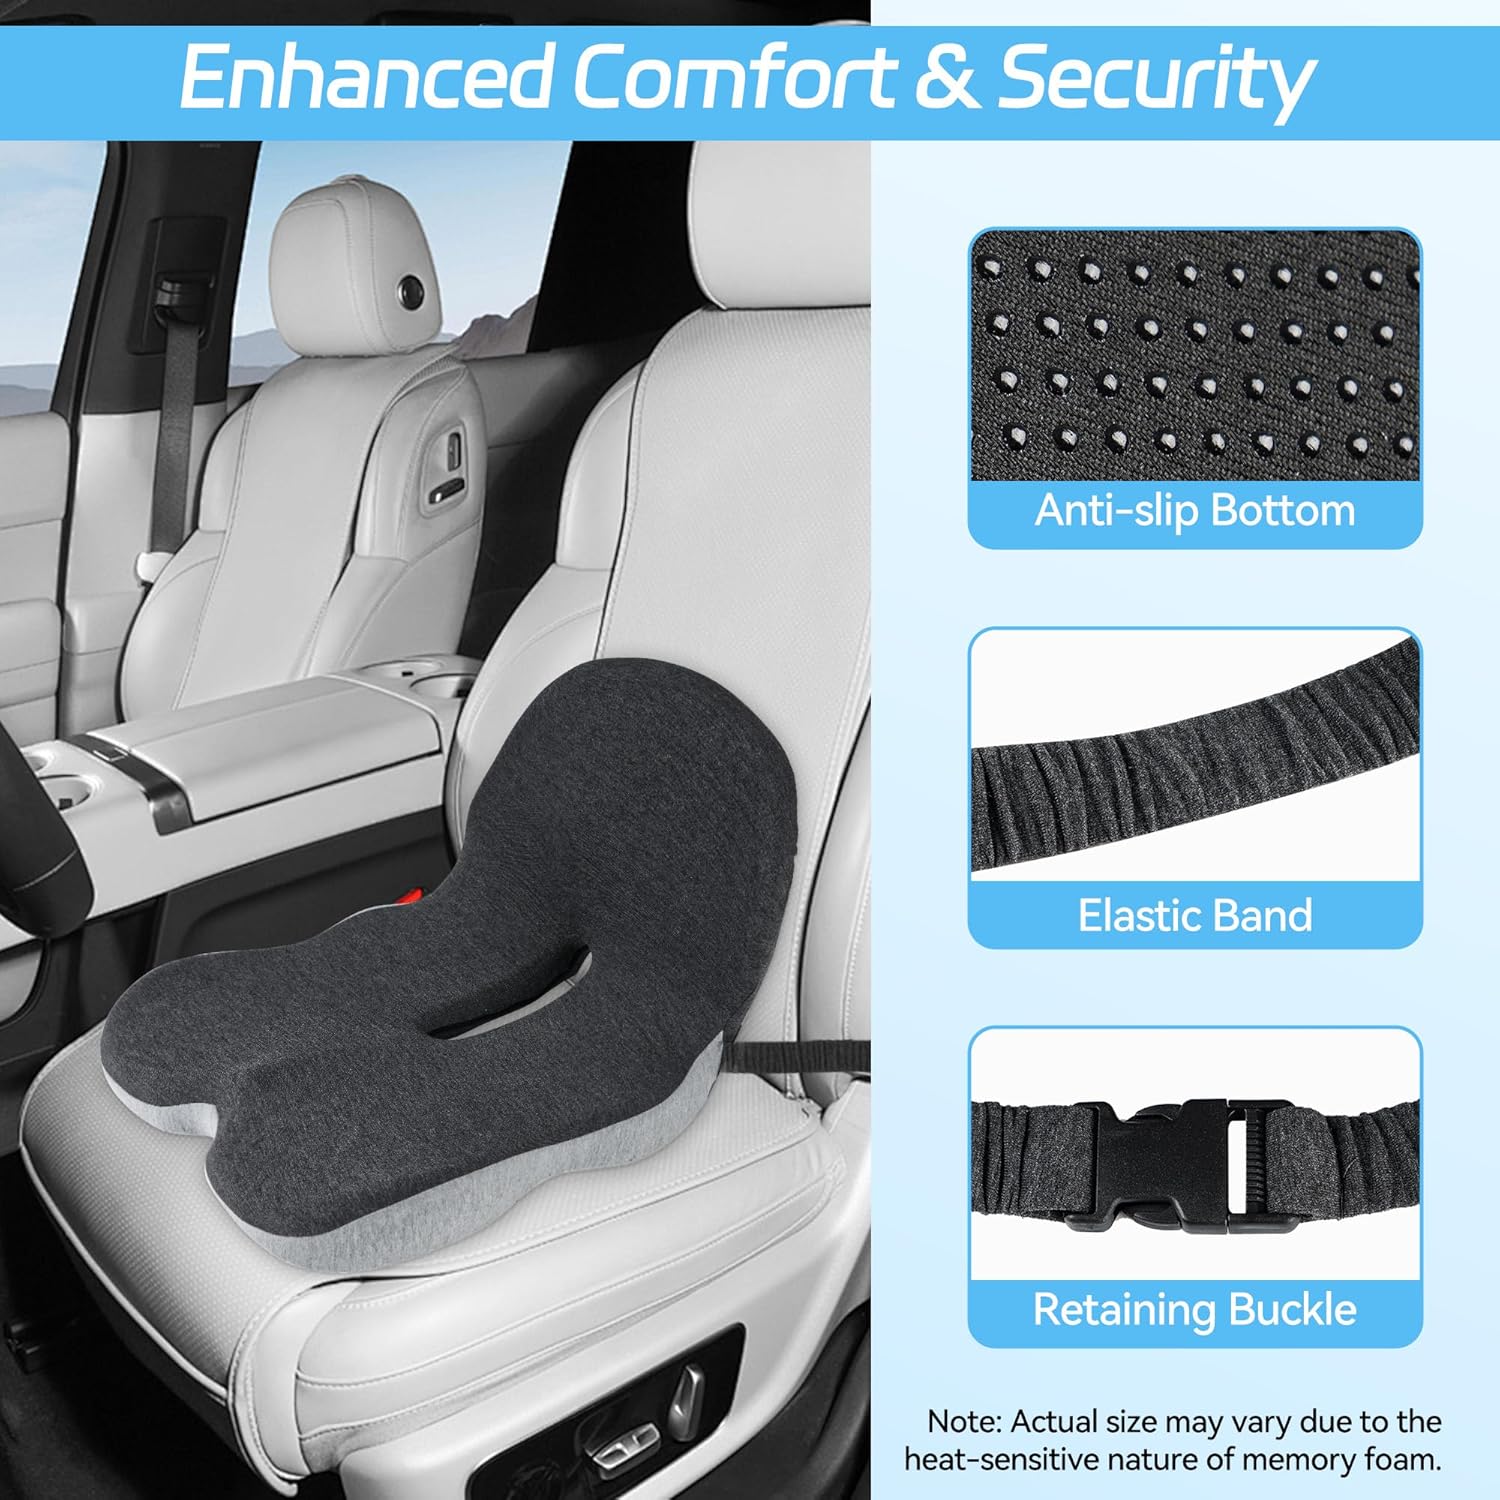 Enhanced Comfort & Security
Anti-slip Bottom
Elastic Band
Retaining Buckle
Note: Actual size may vary due to the
heat-sensitive nature of memory foam.